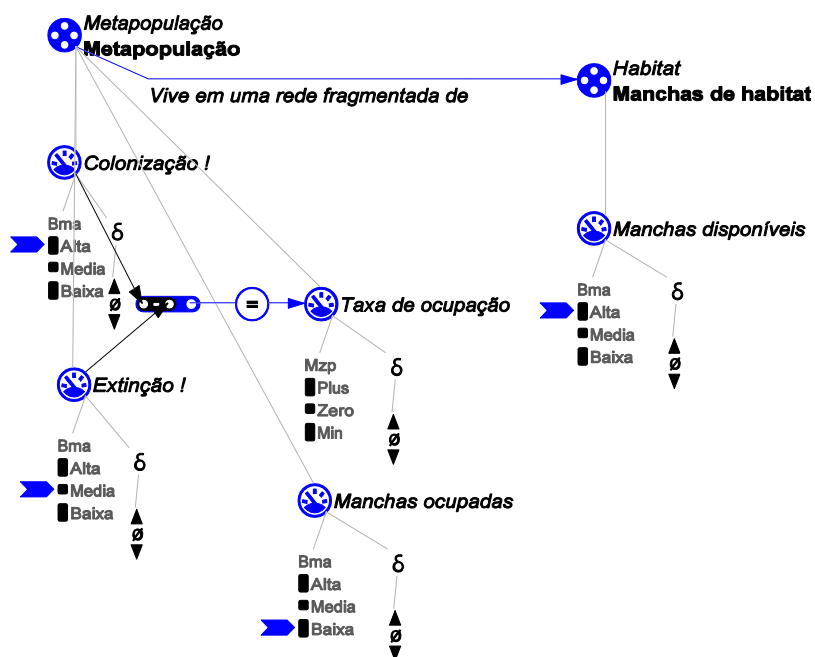 Metapopulação
Metapopulação
Vive em uma rede fragmentada de
Habitat
Manchas de habitat
Colonização !
Bma
δ
Alta
Media
Baixa
ø
Manchas disponíveis
Bma
δ
Alta
Media
Baixa
ø
-
=
Taxa de ocupação
Mzp
δ
Plus
Zero
Min
ø
Extinção !
Bma
δ
Alta
Media
Baixa
ø
Manchas ocupadas
Bma
δ
Alta
Media
Baixa
ø